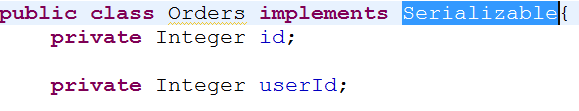 public class Orders implements Serializable{
private Integer id;
private Integer userId;